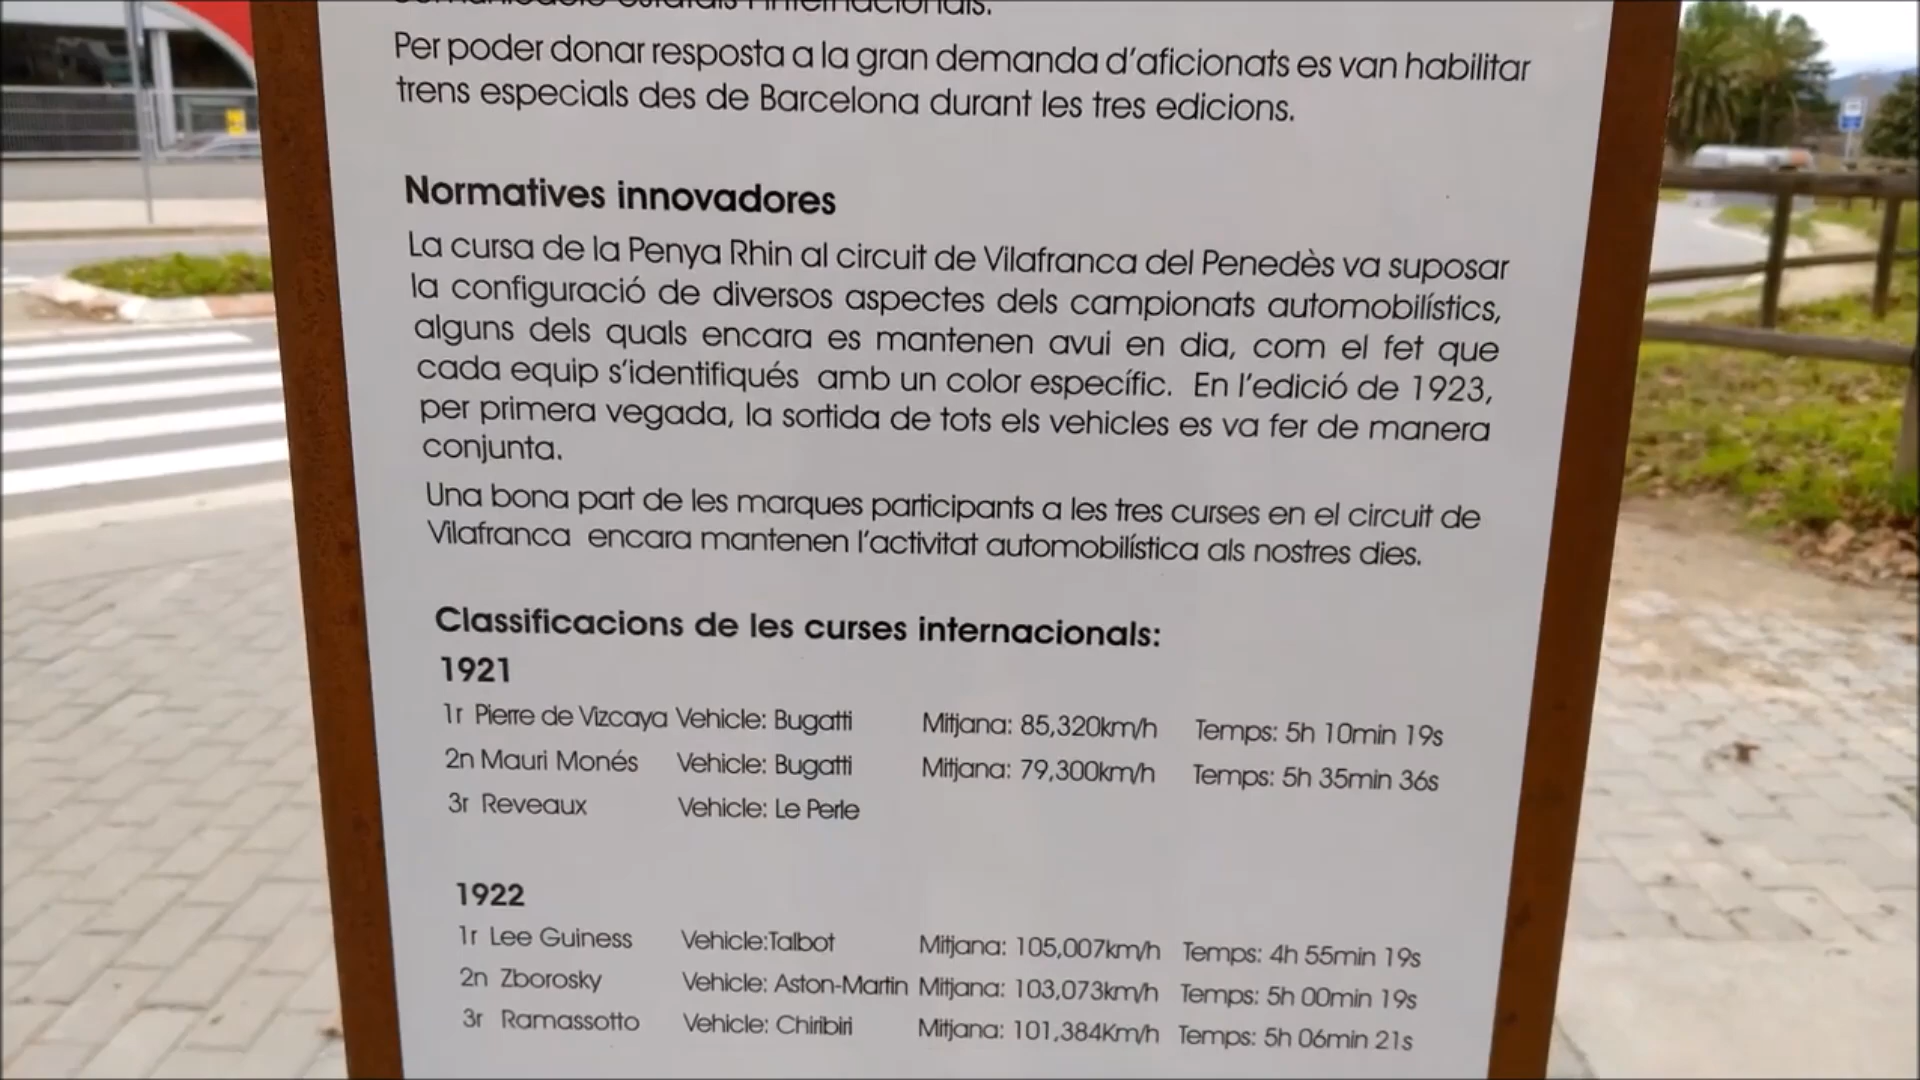 internacionals.
Per poder donar resposta a la gran demanda d'aficionats es van habilitar
trens especials des de Barcelona durant les tres edicions.
Normatives innovadores
La cursa de la Penya Rhin al circuit de Vilafranca del Penedès va suposar
la configuració de diversos aspectes dels campionats automobilístics,
alguns dels quals encara es mantenen avui en dia, com el fet que
cada equip s'identifiqués amb un color específic. En l'edició de 1923,
per primera vegada, la sortida de tots els vehicles es va fer de manera
conjunta.
Una bona part de les marques participants a les tres curses en el circuit de
Vilafranca encara mantenen l'activitat automobilística als nostres dies.
Classificacions de les curses internacionals:
1921
1r Pierre de Vizcaya Vehicle: Bugatti Mitjana: 85,320km/h Temps: 5h 10min 19s
2n Mauri Monés Vehicle: Bugatti Mitjana: 79,300km/h Temps: 5h 35min 36s
3r Reveaux Vehicle: Le Perle
1922
1r Lee Guiness Vehicle:Talbot Mitjana: 105,007km/h Temps: 4h 55min 19s
2n Zborosky Vehicle: Aston-Martin Mitjana: 103,073km/h Temps: 5h 00min 19s
3r Ramassotto Vehicle: Chiribiri Mitjana: 101,384Km/h Temps: 5h 06min 21s